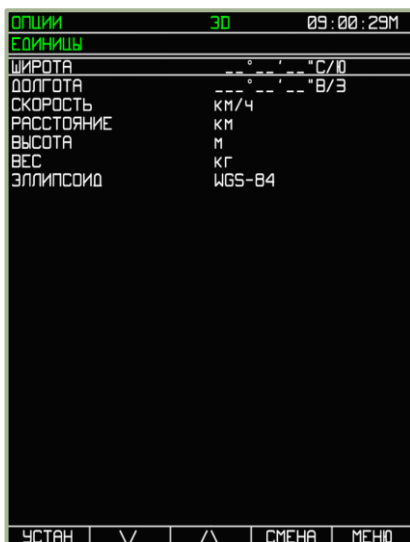 ОПЦИИ 3D 09:00:29М
ЕДИНИЦЫ
ШИРОТА __°__'__"С/Ю
ДОЛГОТА ___°__'__"В/З
СКОРОСТЬ КМ/Ч
РАССТОЯНИЕ КМ
ВЫСОТА М
ВЕС КГ
ЭЛЛИПСОИД WGS-84
УСТАН \/ /\ СМЕНА МЕНЮ